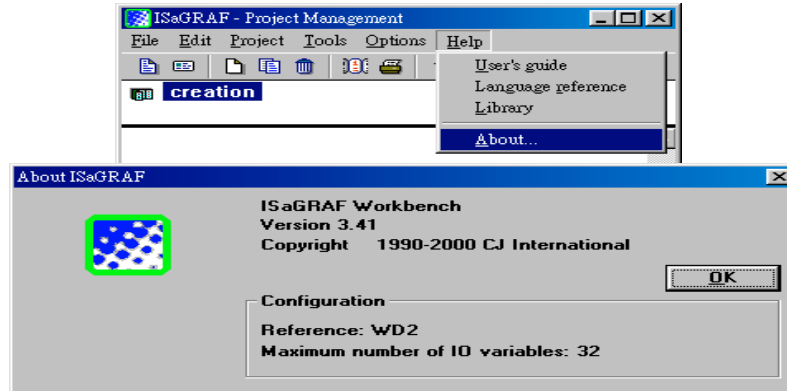 ISaGRAF - Project Management
File Edit Project Tools Options Help
creation
User's guide
Language reference
Library
About...
About ISaGRAF
ISaGRAF Workbench
Version 3.41
Copyright 1990-2000 CJ International
OK
Configuration
Reference: WD2
Maximum number of IO variables: 32